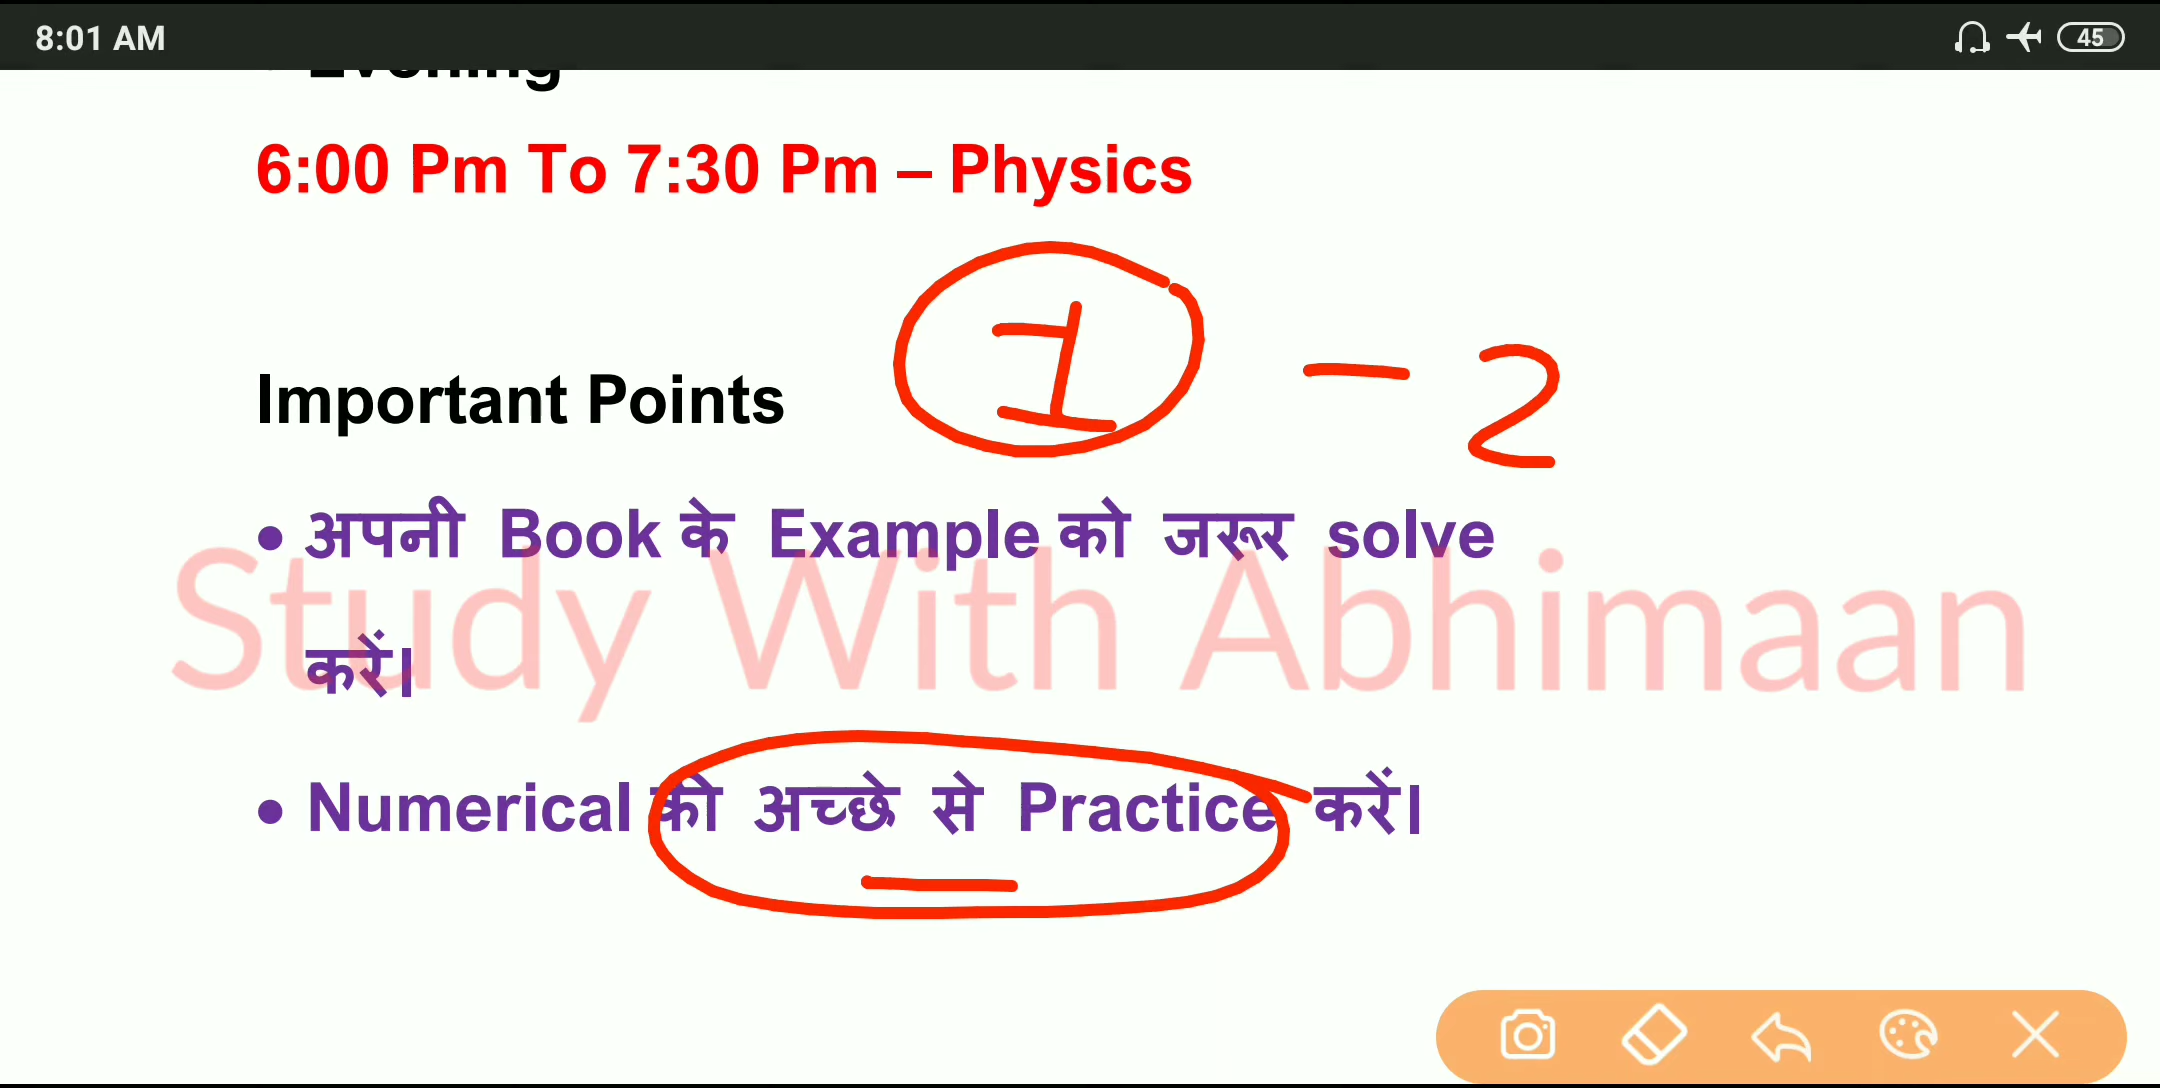 8:01 AM
45
Evening
6:00 Pm To 7:30 Pm – Physics
1 - 2
Important Points
• अपनी Book के Example को जरूर solve
करें।
Study With Abhimaan
• Numerical को अच्छे से Practice करें।